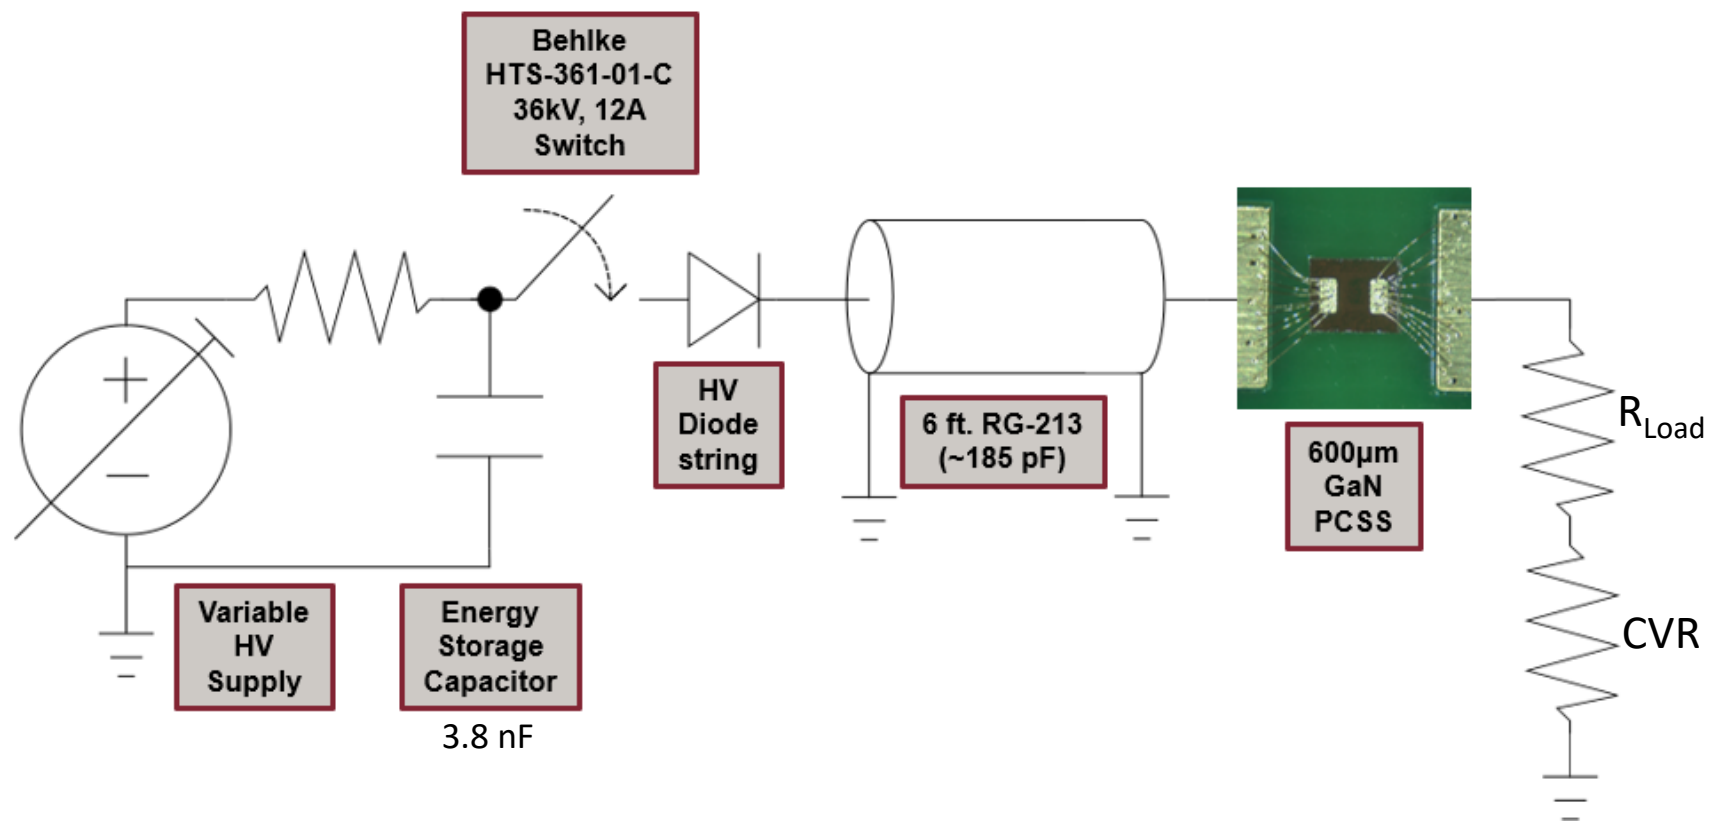 Behlke
HTS-361-01-C
36kV, 12A
Switch
HV
Diode
string
6 ft. RG-213
(~185 pF)
600µm
GaN
PCSS
R_Load
CVR
Variable
HV
Supply
Energy
Storage
Capacitor
3.8 nF